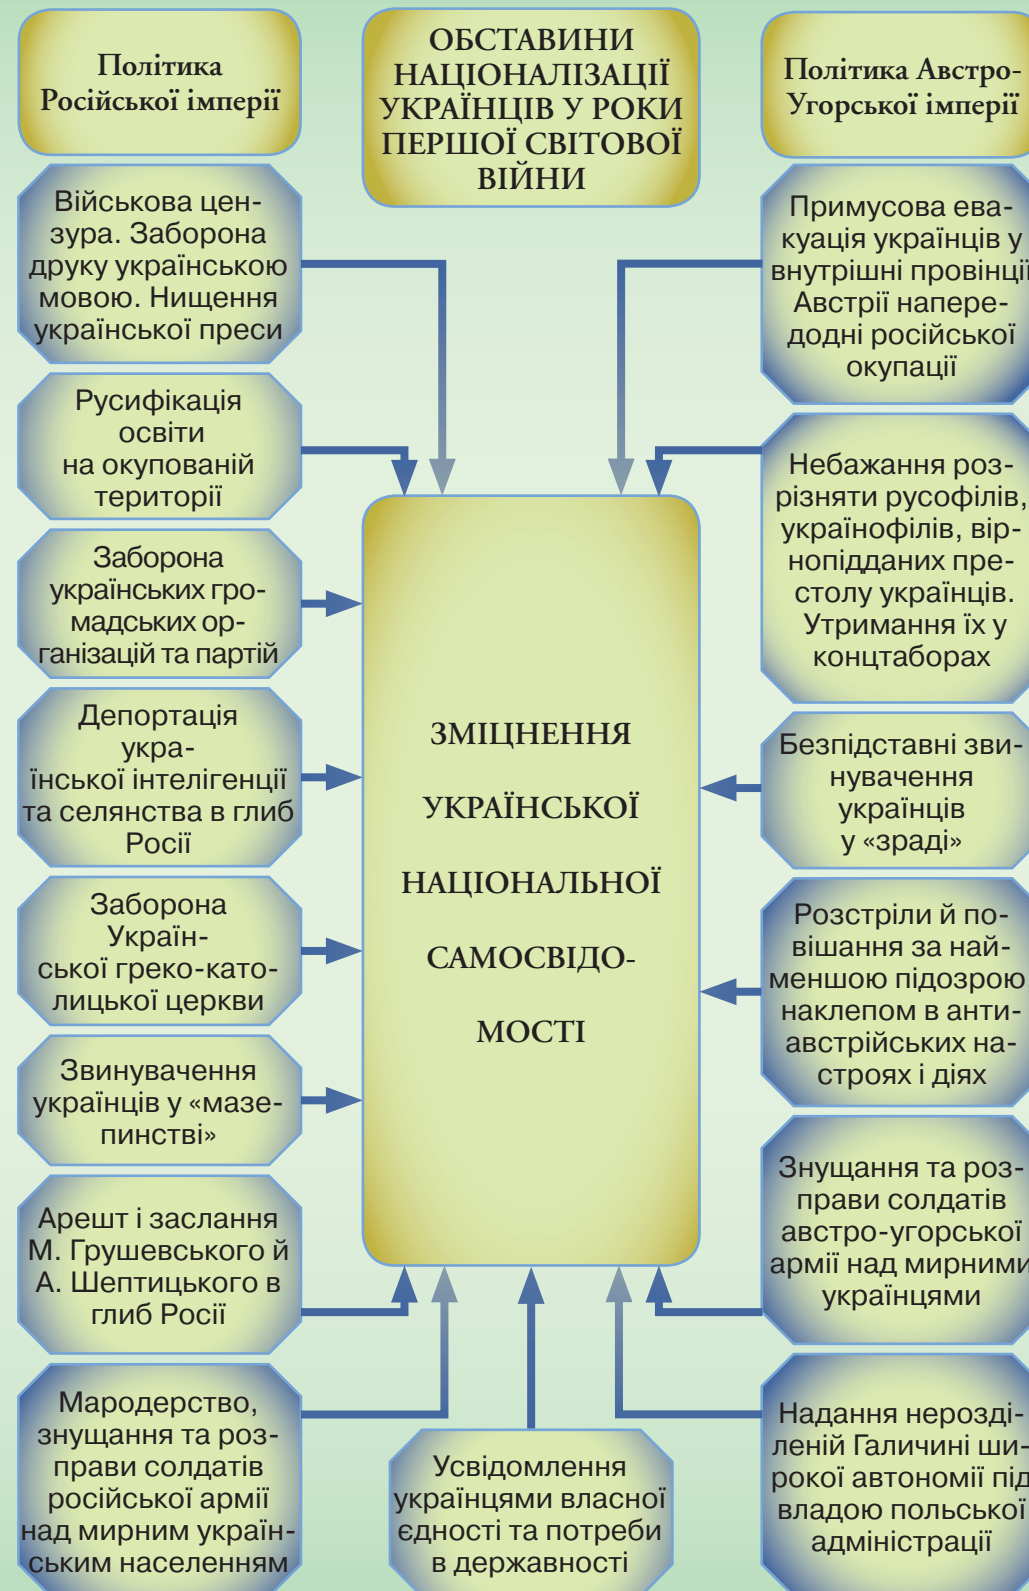 Політика
Російської імперії
ОБСТАВИНИ
НАЦІОНАЛІЗАЦІЇ
УКРАЇНЦІВ У РОКИ
ПЕРШОЇ СВІТОВОЇ
ВІЙНИ
Політика Австро-
Угорської імперії
Військова цен-
зура. Заборона
друку українською
мовою. Нищення
української преси
Русифікація
освіти
на окупованій
території
Заборона
українських гро-
мадських ор-
ганізацій та партій
Депортація
укра-
їнської інтелігенції
та селянства в глиб
Росії
Заборона
Україн-
ської греко-като-
лицької церкви
Звинувачення
українців у «мазе-
пинстві»
Арешт і заслання
М. Грушевського й
А. Шептицького в
глиб Росії
Мародерство,
знущання та роз-
прави солдатів
російської армії
над мирним україн-
ським населенням
ЗМІЦНЕННЯ
УКРАЇНСЬКОЇ
НАЦІОНАЛЬНОЇ
САМОСВІДО-
МОСТІ
Усвідомлення
українцями власної
єдності та потреби
в державності
Примусова ева-
куація українців у
внутрішні провінції
Австрії напере-
додні російської
окупації
Небажання роз-
різняти русофілів,
українофілів, вір-
нопідданих пре-
столу українців.
Утримання їх у
концтаборах
Безпідставні зви-
нувачення
українців
у «зраді»
Розстріли й по-
вішання за най-
меншою підозрою
наклепом в анти-
австрійських на-
строях і діях
Знущання та роз-
прави солдатів
австро-угорської
армії над мирними
українцями
Надання нерозді-
леній Галичині ши-
рокої автономії під
владою польської
адміністрації